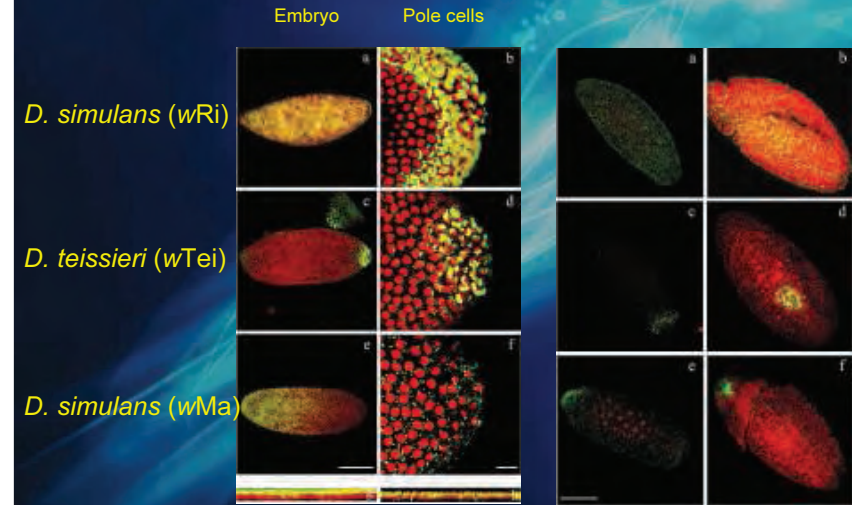 Embryo Pole cells
a b a b
D. simulans (wRi)
c d c d
D. teissieri (wTei)
e f e f
D. simulans (wMa)